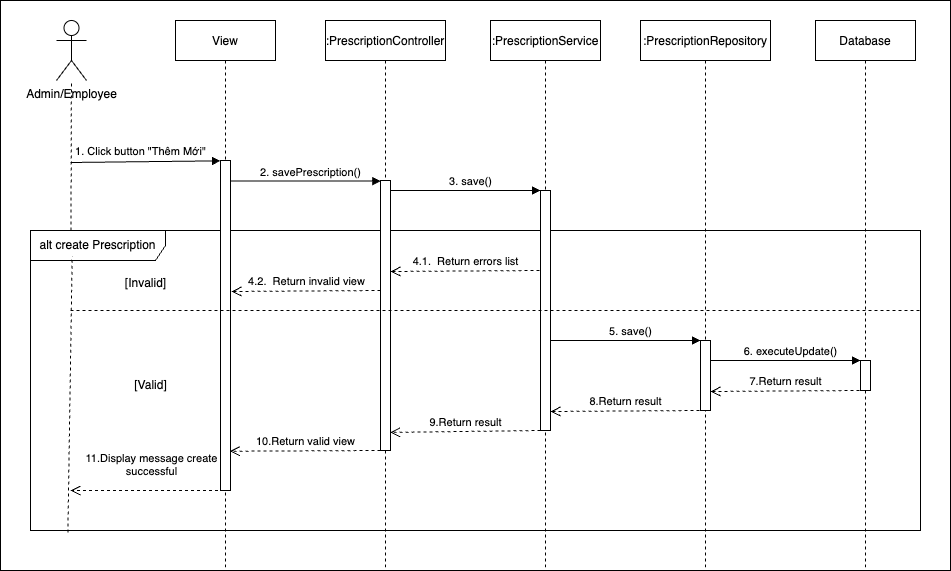 View
:PrescriptionController
:PrescriptionService
:PrescriptionRepository
Database
Admin/Employee
1. Click button "Thêm Mới"
2. savePrescription()
3. save()
alt create Prescription
4.1.  Return errors list
[Invalid]
4.2.  Return invalid view
5. save()
6. executeUpdate()
[Valid]
7.Return result
8.Return result
9.Return result
10.Return valid view
11.Display message create
successful